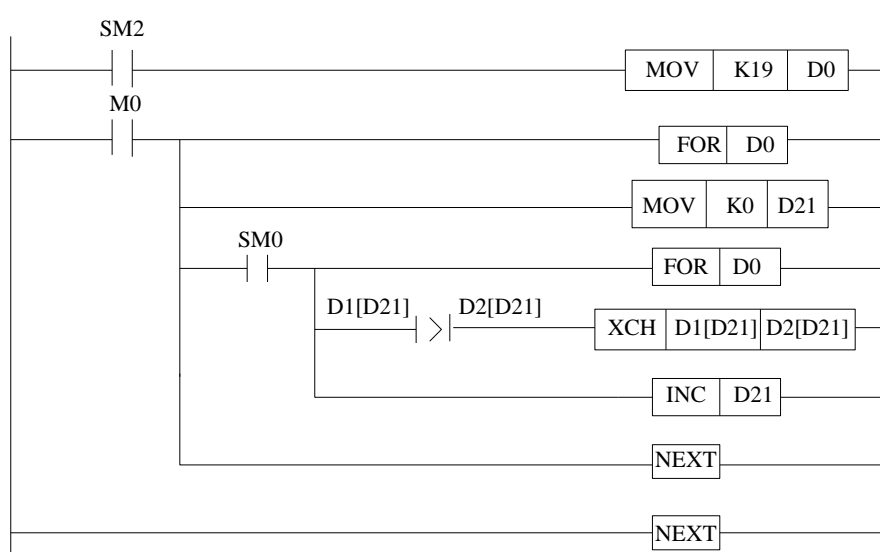 SM2
MOV K19 D0
M0
FOR D0
MOV K0 D21
SM0
FOR D0
D1[D21] > D2[D21] XCH D1[D21] D2[D21]
INC D21
NEXT
NEXT